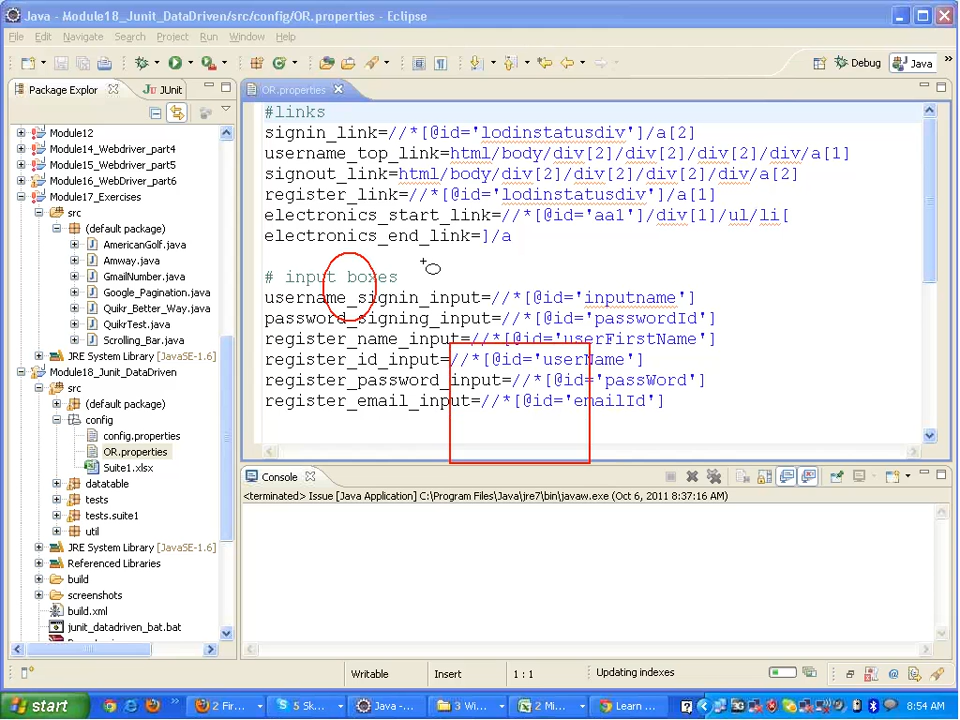 Java - Module18_Junit_DataDriven/src/config/OR.properties - Eclipse
File Edit Navigate Search Project Run Window Help
Debug Java »
Package Explor JUnit
OR.properties
Module12
Module14_Webdriver_part4
Module15_Webdriver_part5
Module16_WebDriver_part6
Module17_Exercises
src
(default package)
AmericanGolf.java
Amway.java
GmailNumber.java
Google_Pagination.java
Quikr_Better_Way.java
QuikrTest.java
Scrolling_Bar.java
JRE System Library [JavaSE-1.6]
Module18_Junit_DataDriven
src
(default package)
config
config.properties
OR.properties
Suite1.xlsx
datatable
tests
tests.suite1
util
JRE System Library [JavaSE-1.6]
Referenced Libraries
build
screenshots
build.xml
junit_datadriven_bat.bat
#links
signin_link=//*[@id='lodinstatusdiv']/a[2]
username_top_link=html/body/div[2]/div[2]/div[2]/div/a[1]
signout_link=html/body/div[2]/div[2]/div[2]/div/a[2]
register_link=//*[@id='lodinstatusdiv']/a[1]
electronics_start_link=//*[@id='aa1']/div[1]/ul/li[
electronics_end_link=]/a
# input boxes
username_signin_input=//*[@id='inputname']
password_signing_input=//*[@id='passwordId']
register_name_input=//*[@id='userFirstName']
register_id_input=//*[@id='userName']
register_password_input=//*[@id='passWord']
register_email_input=//*[@id='emailId']
Console
<terminated> Issue [Java Application] C:\Program Files\Java\jre7\bin\javaw.exe (Oct 6, 2011 8:37:16 AM)
Writable Insert 1 : 1 Updating indexes
start 2 Fir... 5 Sk... Java -... 3 Wi... 2 Mi... Learn ... 8:54 AM